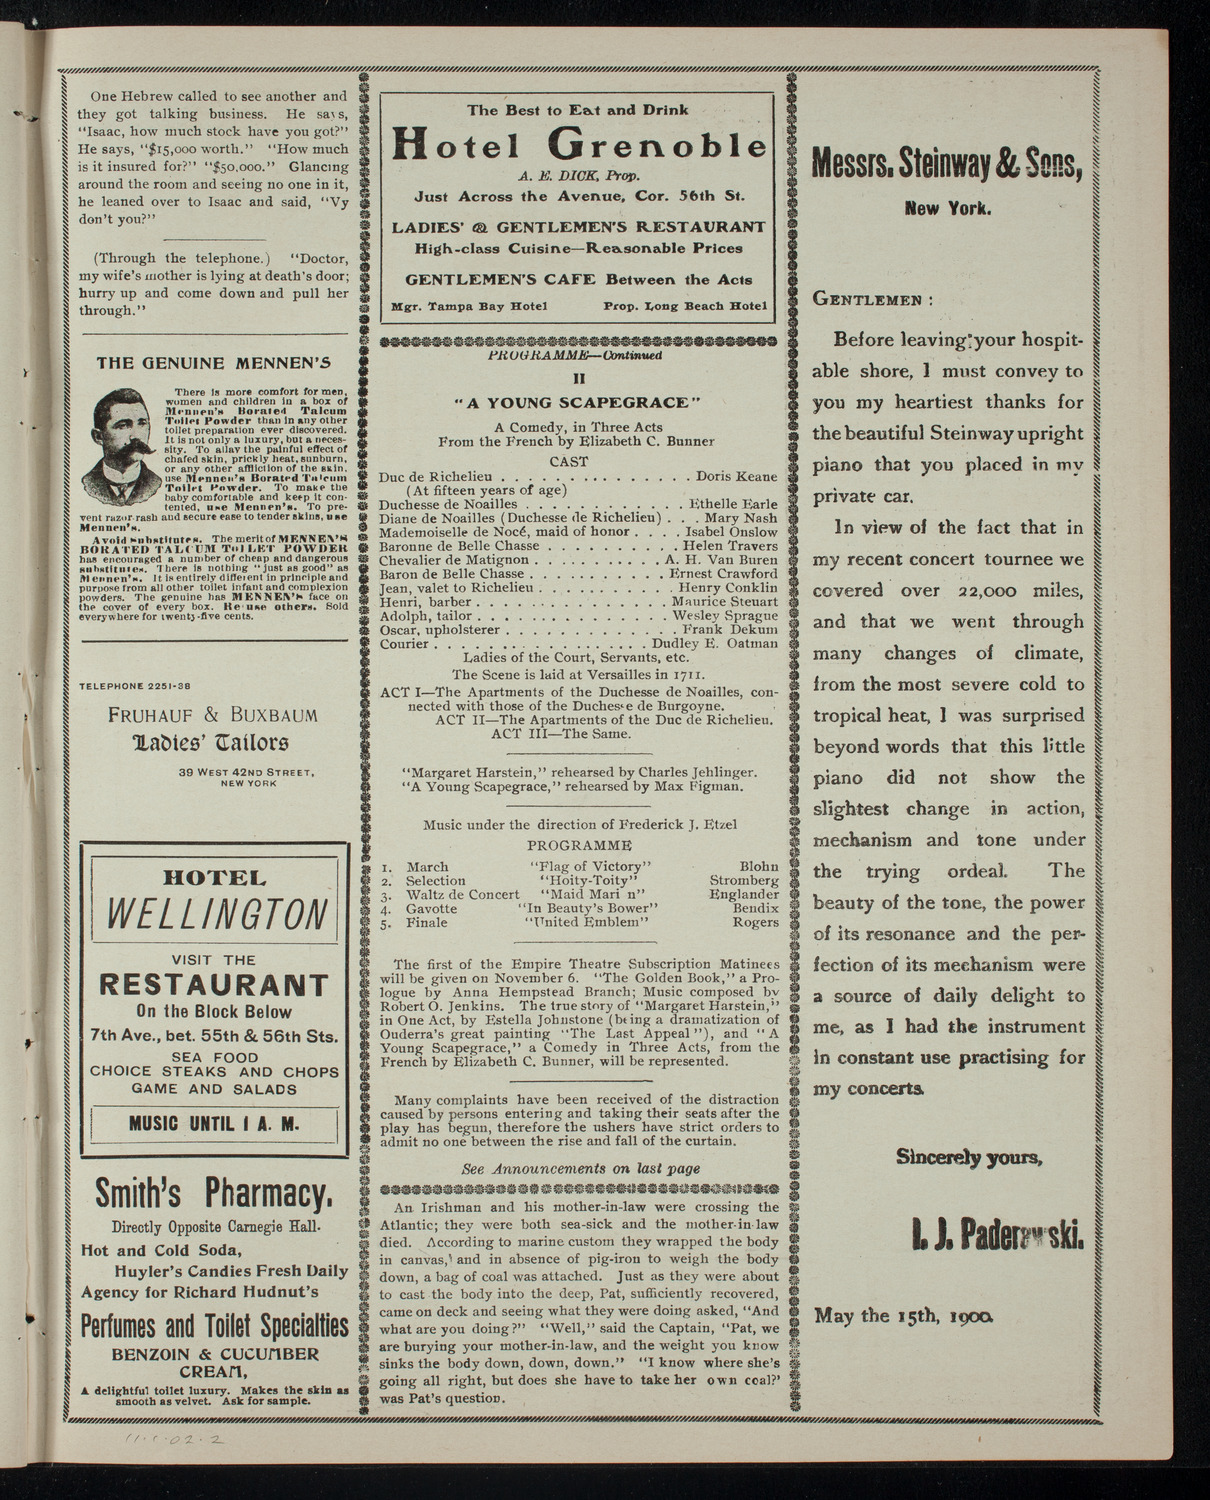 One Hebrew called to see another and
they got talking business. He says,
"Isaac, how much stock have you got?"
He says, "$15,000 worth." "How much
is it insured for?" "$50,000." Glancing
around the room and seeing no one in it,
he leaned over to Isaac and said, "Vy
don't you?"
(Through the telephone.) "Doctor,
my wife's mother is lying at death's door;
hurry up and come down and pull her
through."
THE GENUINE MENNEN'S
There is more comfort for men,
women and children in a box of
Mennen's Borated Talcum
Toilet Powder than in any other
toilet preparation ever discovered.
It is not only a luxury, but a neces-
sity. To allay the painful effect of
chafed skin, prickly heat, sunburn,
or any other affliction of the skin,
use Mennen's Borated Talcum
Toilet Powder. To make the
baby comfortable and keep it con-
tented, use Mennen's. To pre-
vent razor-rash and secure ease to tender skins, use
Mennen's.
Avoid substitutes. The merit of MENNEN'S
BORATED TALCUM TOILET POWDER
has encouraged a number of cheap and dangerous
substitutes. There is nothing "just as good" as
Mennen's. It is entirely different in principle and
purpose from all other toilet infant and complexion
powders. The genuine has MENNEN'S face on
the cover of every box. Refuse others. Sold
everywhere for twenty-five cents.
TELEPHONE 2251-38
FRUHAUF & BUXBAUM
Ladies' Tailors
39 WEST 42ND STREET,
NEW YORK
HOTEL
WELLINGTON
VISIT THE
RESTAURANT
On the Block Below
7th Ave., bet. 55th & 56th Sts.
SEA FOOD
CHOICE STEAKS AND CHOPS
GAME AND SALADS
MUSIC UNTIL 1 A. M.
Smith's Pharmacy,
Directly Opposite Carnegie Hall.
Hot and Cold Soda,
Huyler's Candies Fresh Daily
Agency for Richard Hudnut's
Perfumes and Toilet Specialties
BENZOIN & CUCUMBER
CREAM,
A delightful toilet luxury. Makes the skin as
smooth as velvet. Ask for sample.
11.6.02.2
The Best to Eat and Drink
Hotel Grenoble
A. E. DICK, Prop.
Just Across the Avenue, Cor. 56th St.
LADIES' & GENTLEMEN'S RESTAURANT
High-class Cuisine—Reasonable Prices
GENTLEMEN'S CAFE Between the Acts
Mgr. Tampa Bay Hotel Prop. Long Beach Hotel
PROGRAMME—Continued
II
"A YOUNG SCAPEGRACE"
A Comedy, in Three Acts
From the French by Elizabeth C. Bunner
CAST
Duc de Richelieu . . . . . . . . . . . . . Doris Keane
(At fifteen years of age)
Duchesse de Noailles . . . . . . . . . . . . Ethelle Earle
Diane de Noailles (Duchesse de Richelieu) . . . Mary Nash
Mademoiselle de Nocé, maid of honor . . . . Isabel Onslow
Baronne de Belle Chasse . . . . . . . . . . Helen Travers
Chevalier de Matignon . . . . . . . . . . . A. H. Van Buren
Baron de Belle Chasse . . . . . . . . . . . Ernest Crawford
Jean, valet to Richelieu . . . . . . . . . . . Henry Conklin
Henri, barber . . . . . . . . . . . . . . . Maurice Steuart
Adolph, tailor . . . . . . . . . . . . . . . Wesley Sprague
Oscar, upholsterer . . . . . . . . . . . . . Frank Dekum
Courier . . . . . . . . . . . . . . . . Dudley E. Oatman
Ladies of the Court, Servants, etc.
The Scene is laid at Versailles in 1711.
ACT I—The Apartments of the Duchesse de Noailles, con-
nected with those of the Duchesse de Burgoyne.
ACT II—The Apartments of the Duc de Richelieu.
ACT III—The Same.
"Margaret Harstein," rehearsed by Charles Jehlinger.
"A Young Scapegrace," rehearsed by Max Figman.
Music under the direction of Frederick J. Etzel
PROGRAMME
1. March "Flag of Victory" Blohn
2. Selection "Hoity-Toity" Stromberg
3. Waltz de Concert "Maid Mari n" Englander
4. Gavotte "In Beauty's Bower" Bendix
5. Finale "United Emblem" Rogers
The first of the Empire Theatre Subscription Matinees
will be given on November 6. "The Golden Book," a Pro-
logue by Anna Hempstead Branch; Music composed by
Robert O. Jenkins. The true story of "Margaret Harstein,"
in One Act, by Estella Johnstone (being a dramatization of
Ouderra's great painting "The Last Appeal"), and "A
Young Scapegrace," a Comedy in Three Acts, from the
French by Elizabeth C. Bunner, will be represented.
Many complaints have been received of the distraction
caused by persons entering and taking their seats after the
play has begun, therefore the ushers have strict orders to
admit no one between the rise and fall of the curtain.
See Announcements on last page
An Irishman and his mother-in-law were crossing the
Atlantic; they were both sea-sick and the mother-in-law
died. According to marine custom they wrapped the body
in canvas, and in absence of pig-iron to weigh the body
down, a bag of coal was attached. Just as they were about
to cast the body into the deep, Pat, sufficiently recovered,
came on deck and seeing what they were doing asked, "And
what are you doing?" "Well," said the Captain, "Pat, we
are burying your mother-in-law, and the weight you know
sinks the body down, down, down." "I know where she's
going all right, but does she have to take her own coal?'
was Pat's question.
Messrs. Steinway & Sons,
New York.
GENTLEMEN :
Before leaving your hospit-
able shore, I must convey to
you my heartiest thanks for
the beautiful Steinway upright
piano that you placed in my
private car.
In view of the fact that in
my recent concert tournee we
covered over 22,000 miles,
and that we went through
many changes of climate,
from the most severe cold to
tropical heat, I was surprised
beyond words that this little
piano did not show the
slightest change in action,
mechanism and tone under
the trying ordeal. The
beauty of the tone, the power
of its resonance and the per-
fection of its mechanism were
a source of daily delight to
me, as I had the instrument
in constant use practising for
my concerts.
Sincerely yours,
I. J. Paderewski.
May the 15th, 1900.